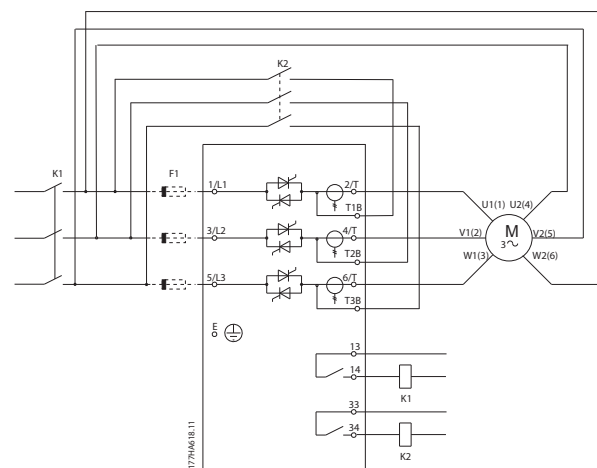 K2
K1
F1
1/L1
2/T
T1B
3/L2
4/T
T2B
5/L3
6/T
T3B
U1(1) U2(4)
V1(2)
M
3~
V2(5)
W1(3)
W2(6)
E
13
14
K1
33
34
K2
177HA618.11